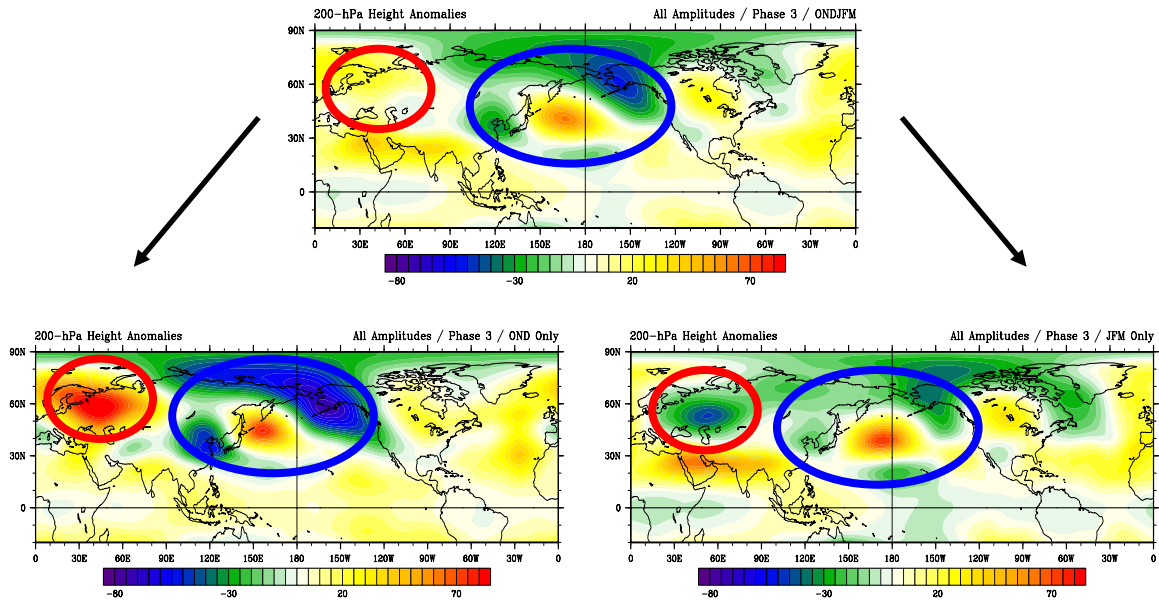 200-hPa Height Anomalies All Amplitudes / Phase 3 / ONDJFM
90N
60N
30N
0
0 30E 60E 90E 120E 150E 180 150W 120W 90W 60W 30W 0
-80 -30 20 70
200-hPa Height Anomalies All Amplitudes / Phase 3 / OND Only
90N
60N
30N
0
0 30E 60E 90E 120E 150E 180 150W 120W 90W 60W 30W 0
-80 -30 20 70
200-hPa Height Anomalies All Amplitudes / Phase 3 / JFM Only
90N
60N
30N
0
0 30E 60E 90E 120E 150E 180 150W 120W 90W 60W 30W 0
-80 -30 20 70